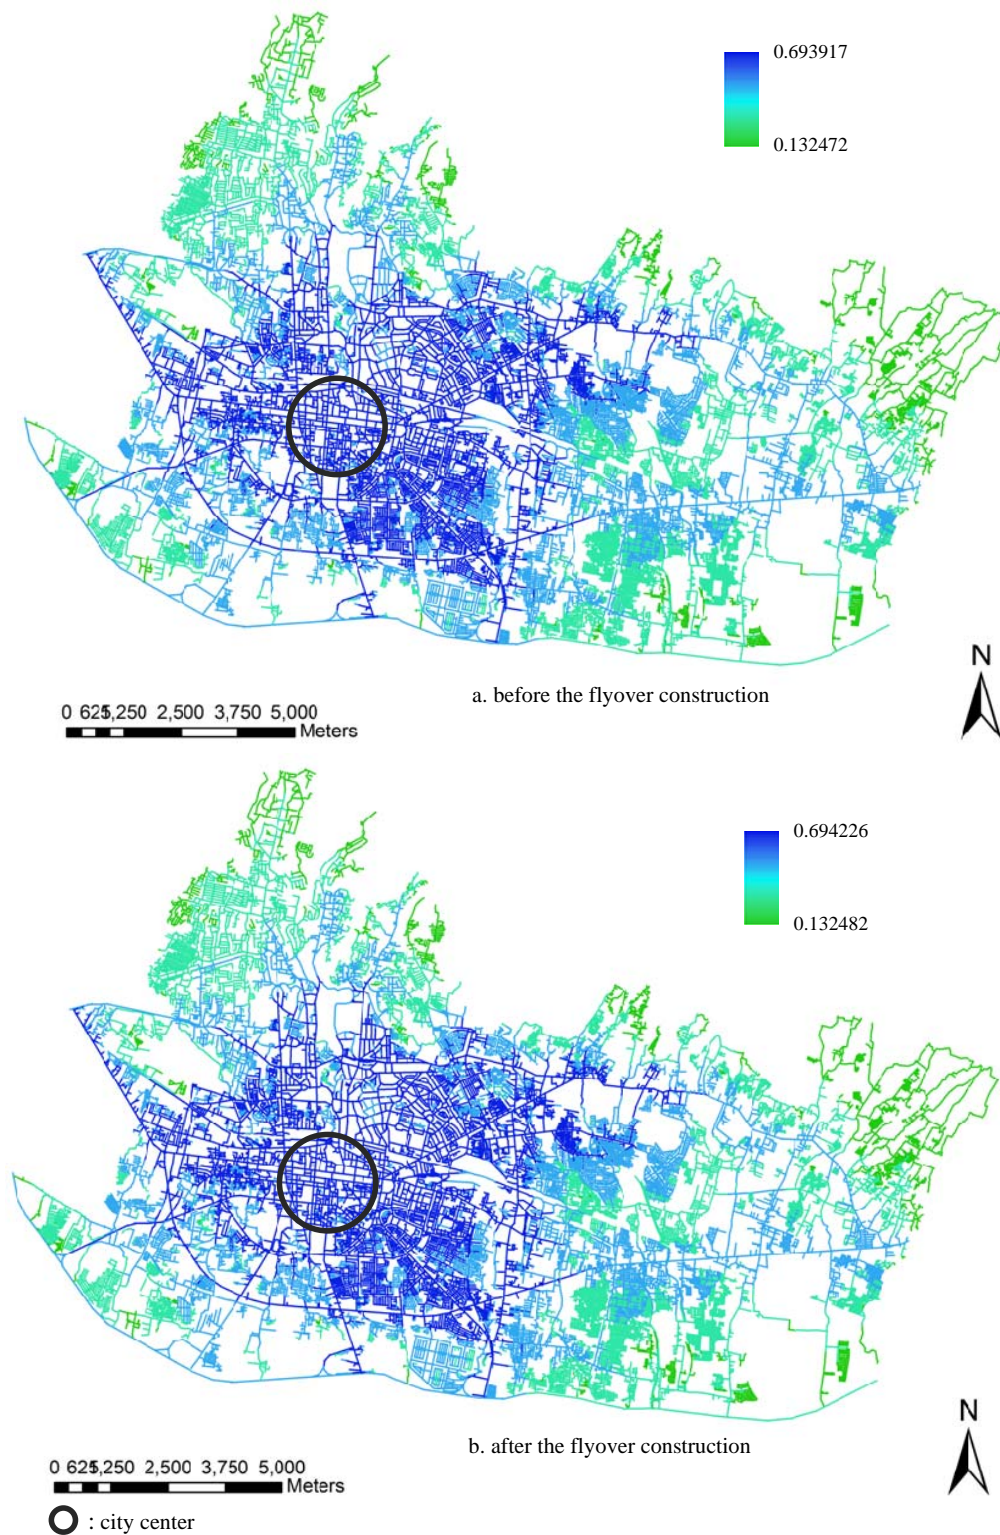 0.693917
0.132472
N
a. before the flyover construction
0 625 1,250 2,500 3,750 5,000
Meters
0.694226
0.132482
N
b. after the flyover construction
0 625 1,250 2,500 3,750 5,000
Meters
: city center